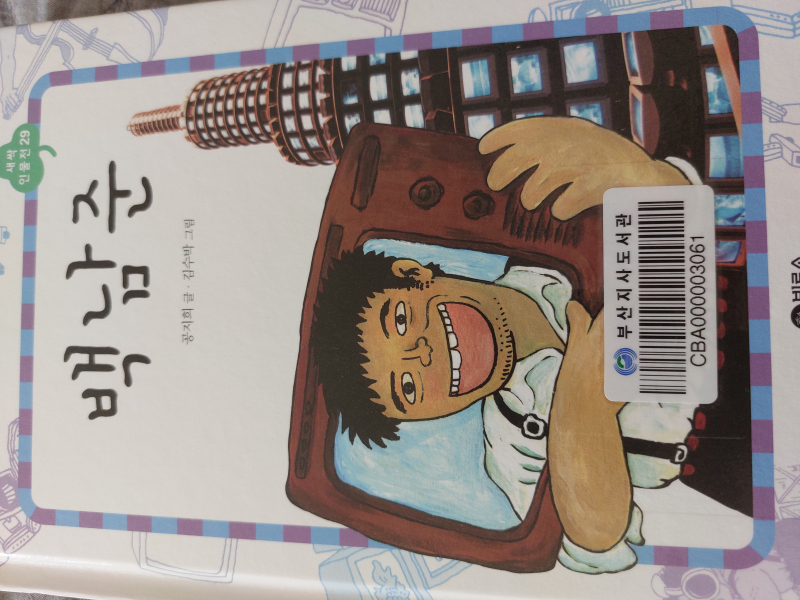 새싹
인물전 29
백남준
공지희 글 · 김수박 그림
부산지사도서관
CBA000003061
비룡소